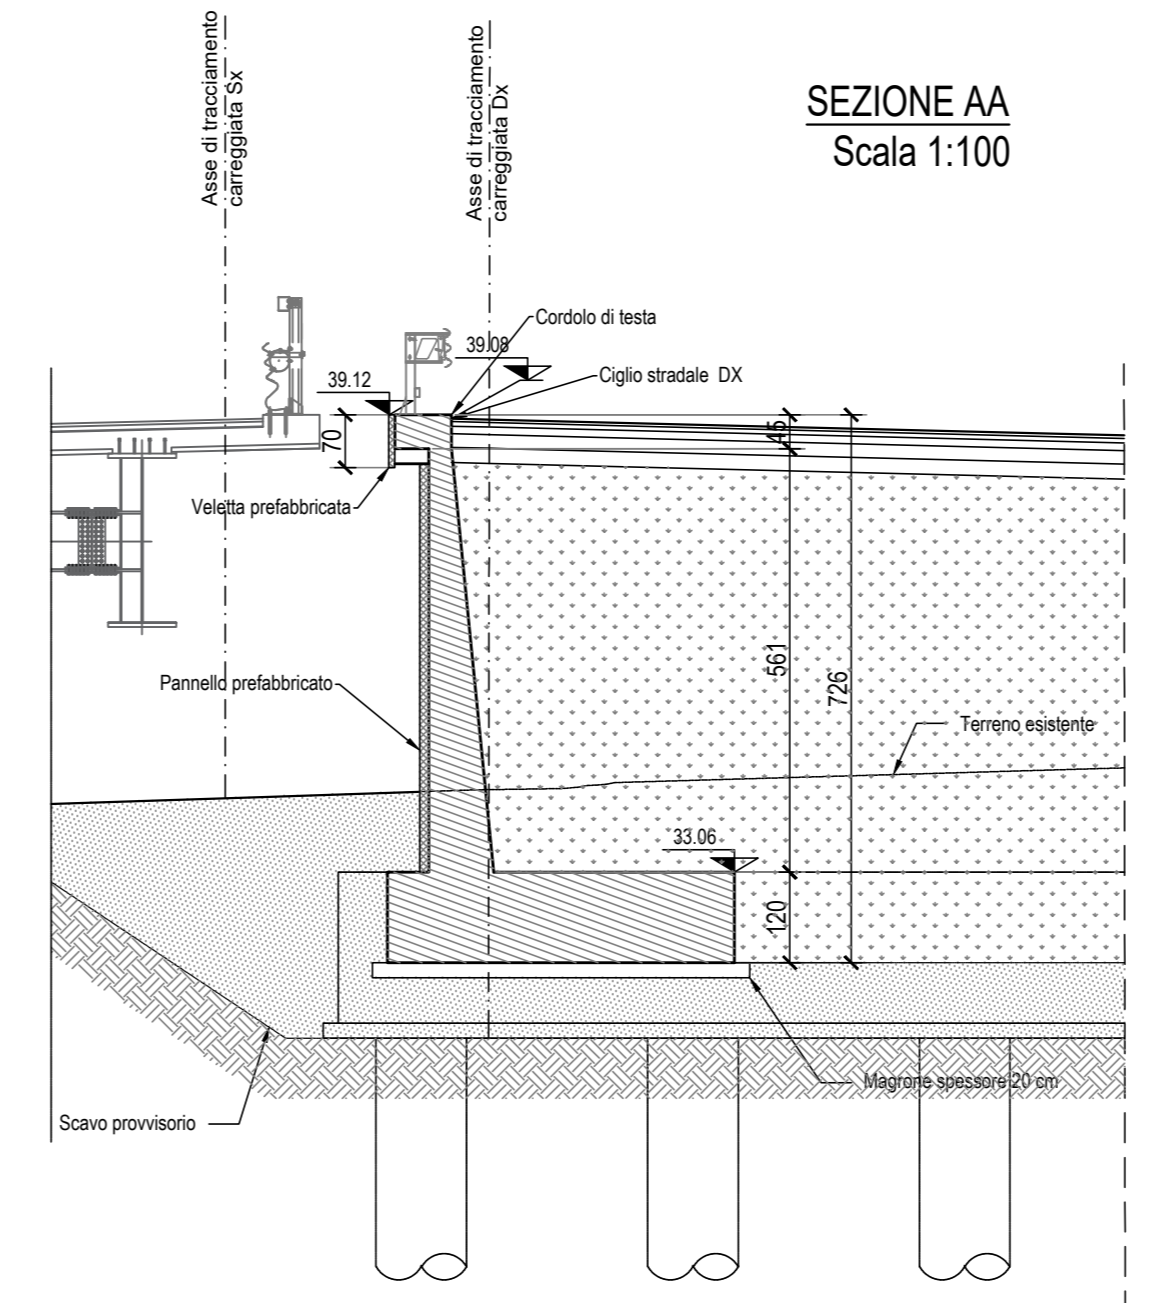 Asse di tracciamento
carreggiata Sx
Asse di tracciamento
carreggiata Dx
SEZIONE AA
Scala 1:100
Cordolo di testa
39.08
39.12
Ciglio stradale DX
70
45
Veletta prefabbricata
561
726
Pannello prefabbricato
Terreno esistente
33.06
120
Magrone spessore 20 cm
Scavo provvisorio